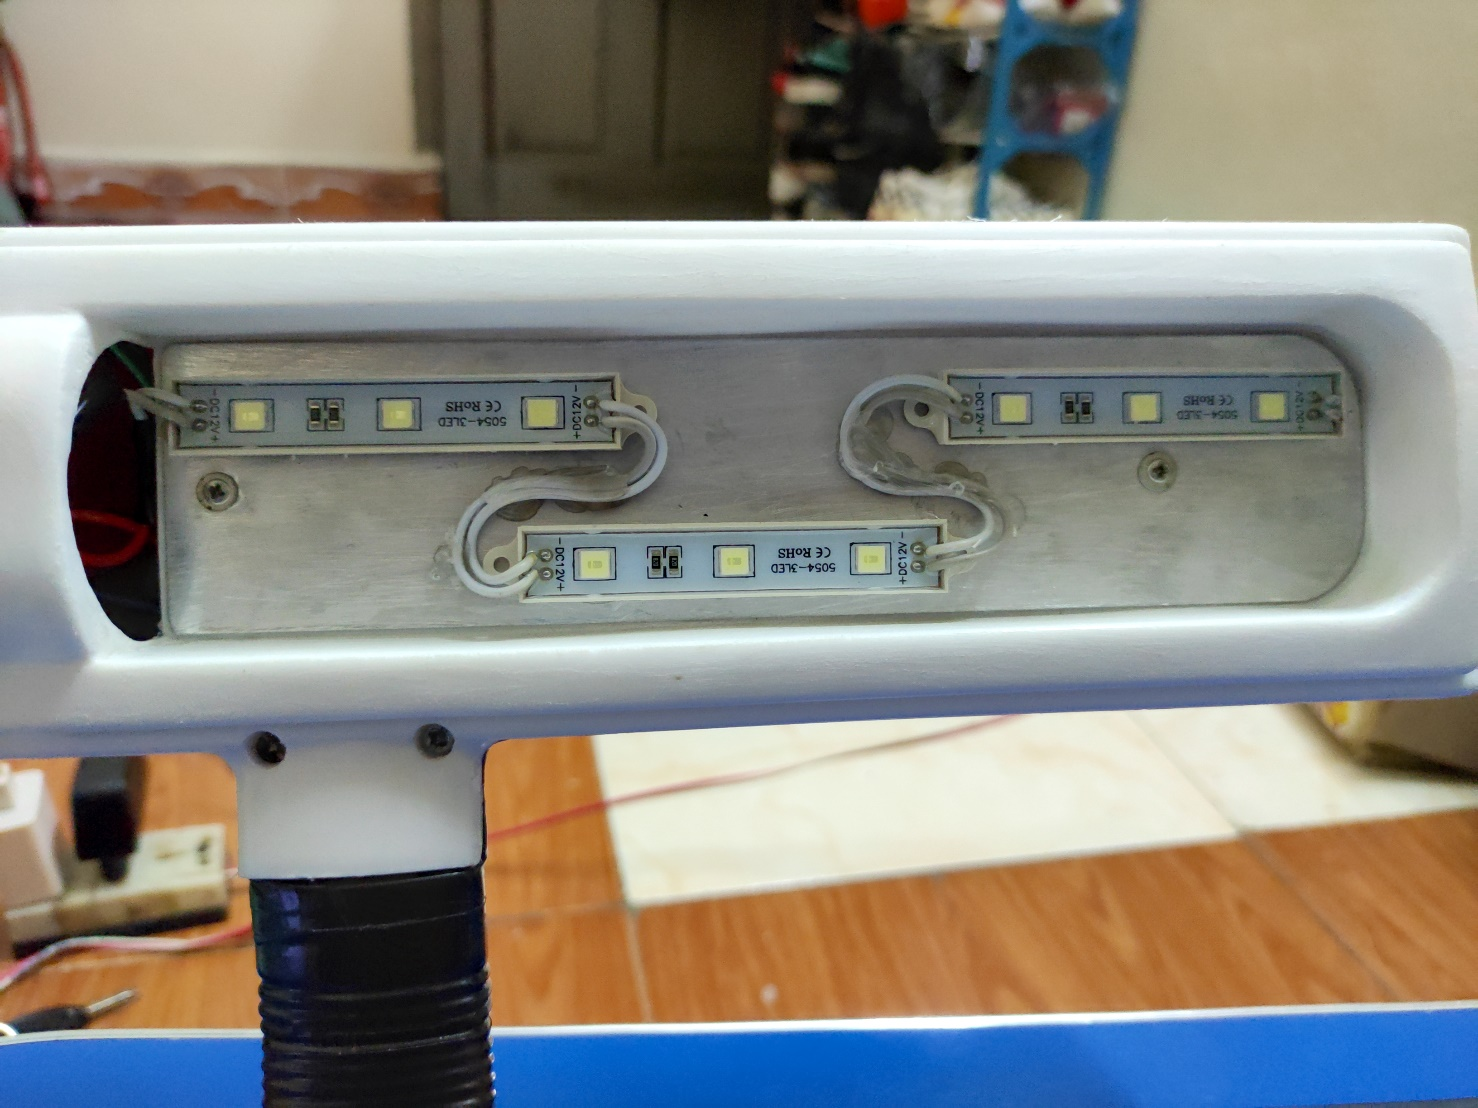 -DC12V+
5054-3LED
CE RoHS
+DC12V-
-DC12V+
5054-3LED
CE RoHS
+DC12V-
-DC12V+
5054-3LED
CE RoHS
+DC12V-